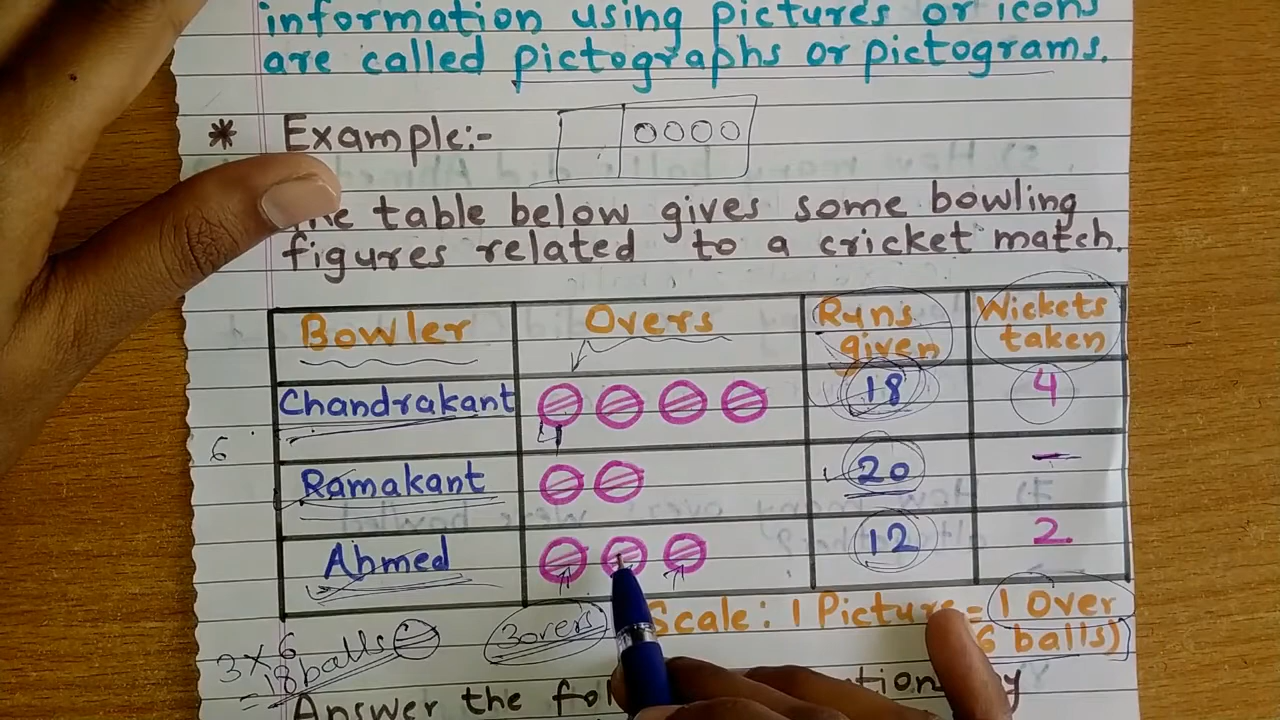 information using pictures or icons
are called pictographs or pictograms.
* Example:-
table below gives some bowling
figures related to a cricket match.
Bowler Overs Runs given Wickets taken
Chandrakant 18 4
Ramakant 20 —
Ahmed 12 2
6
Scale: 1 Picture = 1 Over
6 balls)
3 overs
3 × 6
= 18 balls
Answer the